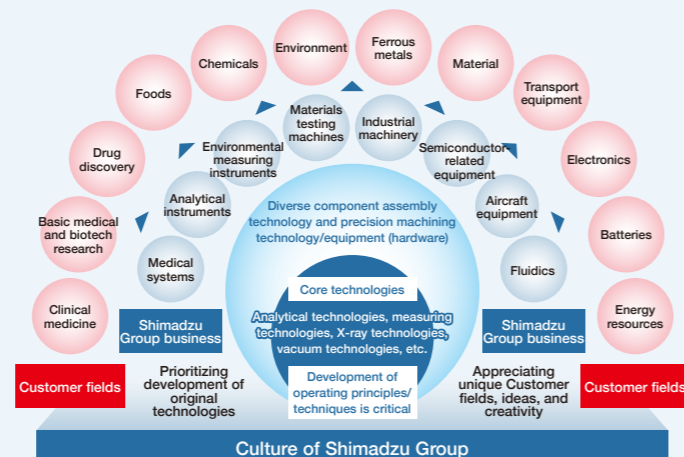 Clinical
medicine
Basic medical
and biotech
research
Drug
discovery
Foods
Chemicals
Environment
Ferrous
metals
Material
Transport
equipment
Electronics
Batteries
Energy
resources
Medical
systems
Analytical
instruments
Environmental
measuring
instruments
Materials
testing
machines
Industrial
machinery
Semiconductor-
related
equipment
Aircraft
equipment
Fluidics
Diverse component assembly
technology and precision machining
technology/equipment (hardware)
Core technologies
Analytical technologies, measuring
technologies, X-ray technologies,
vacuum technologies, etc.
Development of
operating principles/
techniques is critical
Shimadzu
Group business
Shimadzu
Group business
Customer fields
Prioritizing
development of
original
technologies
Appreciating
unique Customer
fields, ideas, and
creativity
Customer fields
Culture of Shimadzu Group